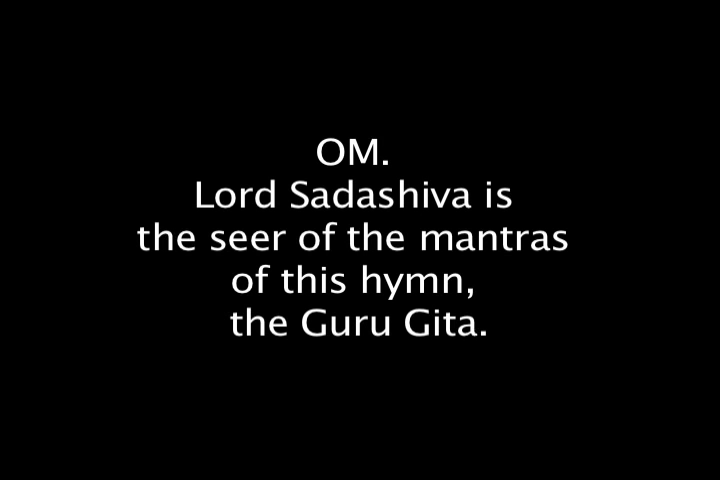 OM.
Lord Sadashiva is
the seer of the mantras
of this hymn,
the Guru Gita.